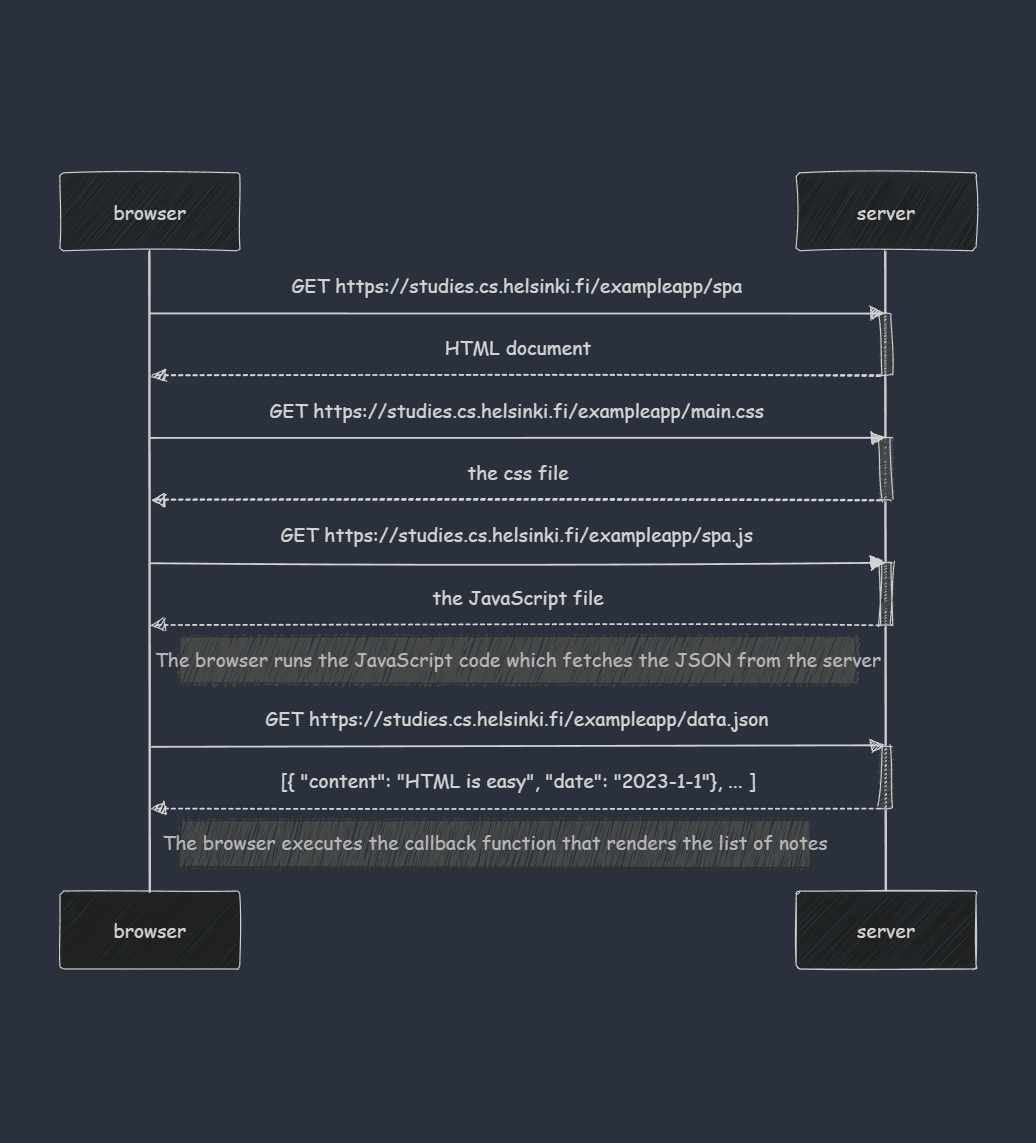 browser
server
GET https://studies.cs.helsinki.fi/exampleapp/spa
HTML document
GET https://studies.cs.helsinki.fi/exampleapp/main.css
the css file
GET https://studies.cs.helsinki.fi/exampleapp/spa.js
the JavaScript file
The browser runs the JavaScript code which fetches the JSON from the server
GET https://studies.cs.helsinki.fi/exampleapp/data.json
[{ "content": "HTML is easy", "date": "2023-1-1"}, ... ]
The browser executes the callback function that renders the list of notes
browser
server